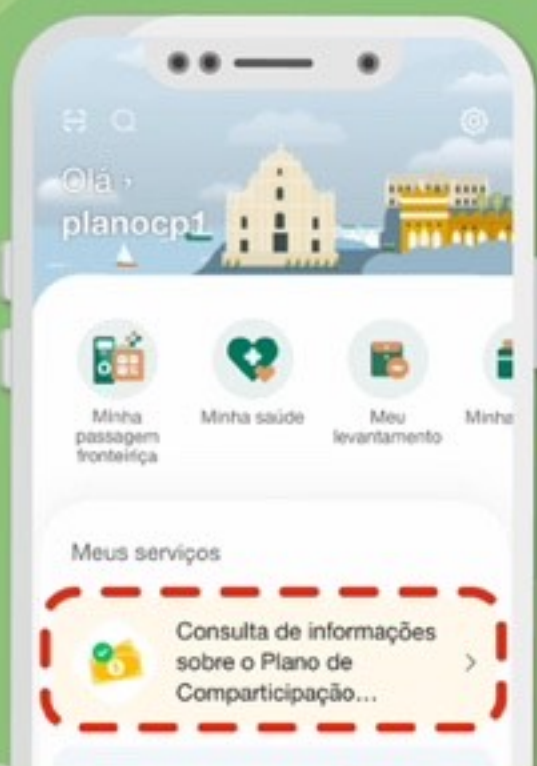 Olá ,
planocp1
Minha
passagem
fronteiriça
Minha saúde
Meu
levantamento
Minha
Meus serviços
Consulta de informações
sobre o Plano de
Comparticipação...